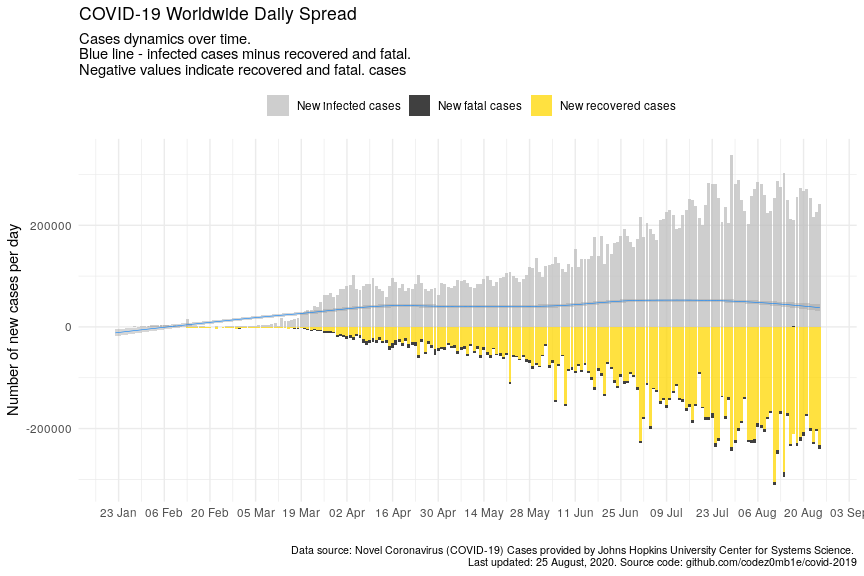 COVID-19 Worldwide Daily Spread
Cases dynamics over time.
Blue line - infected cases minus recovered and fatal.
Negative values indicate recovered and fatal. cases
New infected cases New fatal cases New recovered cases
Number of new cases per day
200000
0
-200000
23 Jan 06 Feb 20 Feb 05 Mar 19 Mar 02 Apr 16 Apr 30 Apr 14 May 28 May 11 Jun 25 Jun 09 Jul 23 Jul 06 Aug 20 Aug 03 Sep
Data source: Novel Coronavirus (COVID-19) Cases provided by Johns Hopkins University Center for Systems Science.
Last updated: 25 August, 2020. Source code: github.com/codez0mb1e/covid-2019